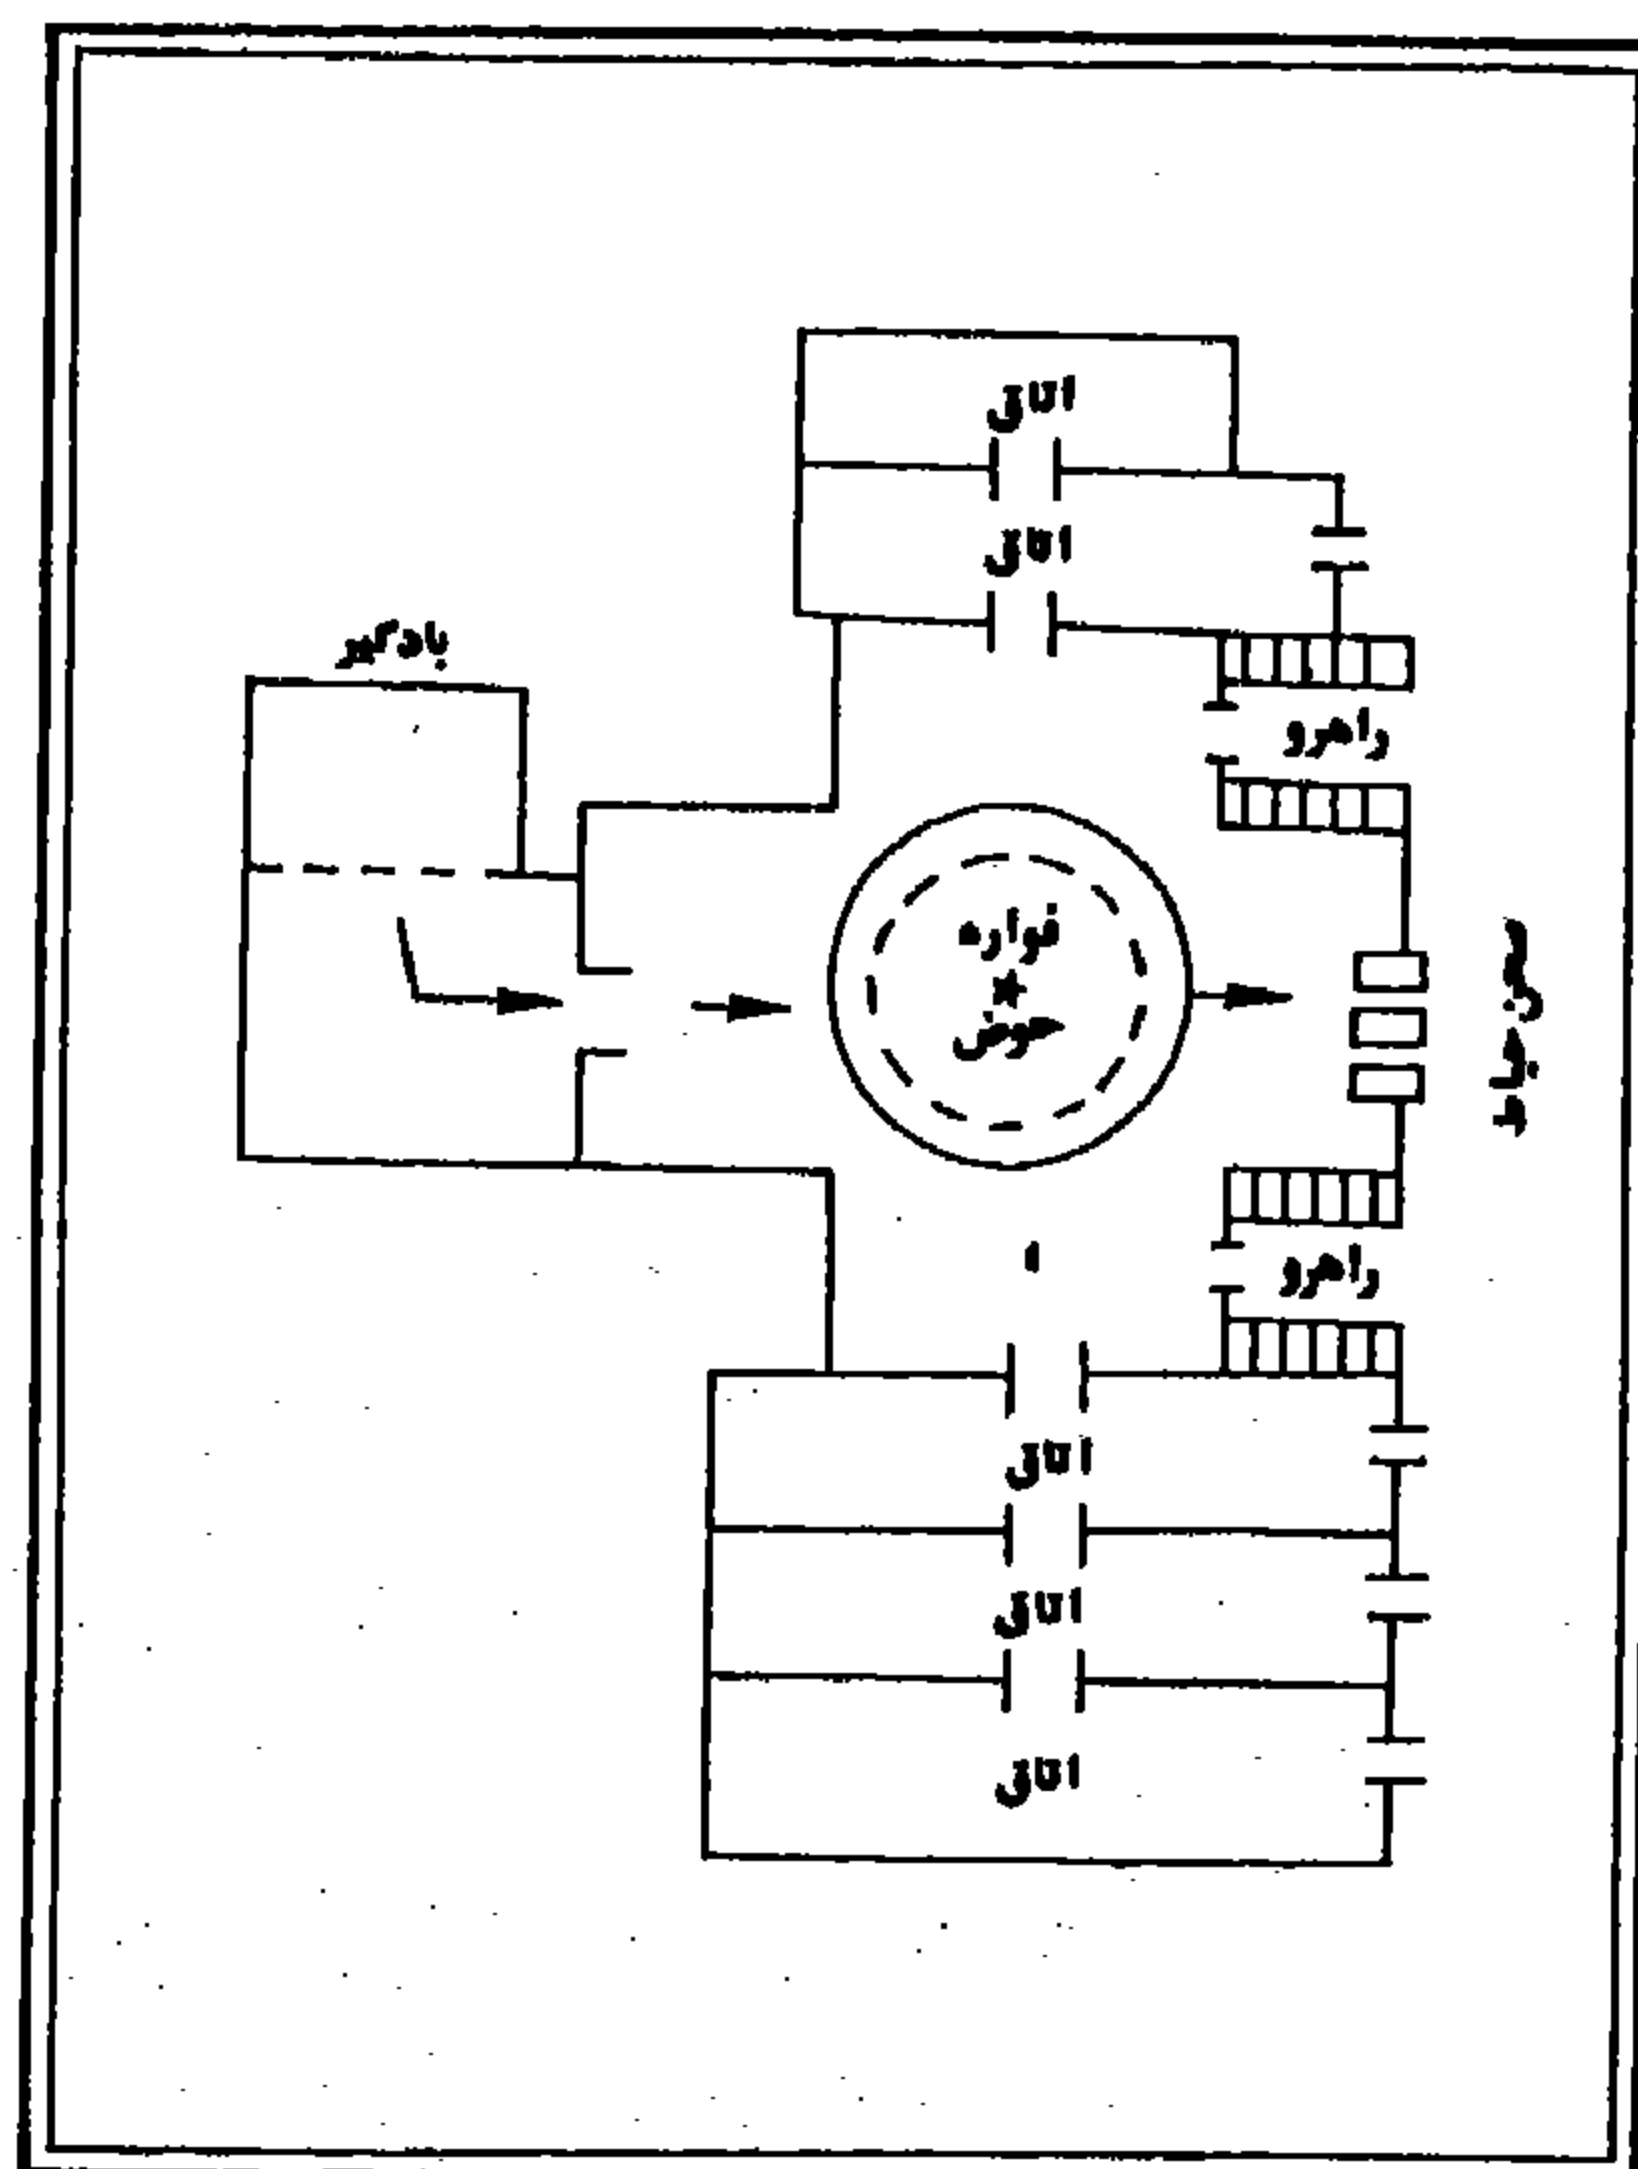 اتاق
اتاق
بادگیر
راهرو
فواره
حوض
راهرو
اتاق
اتاق
اتاق